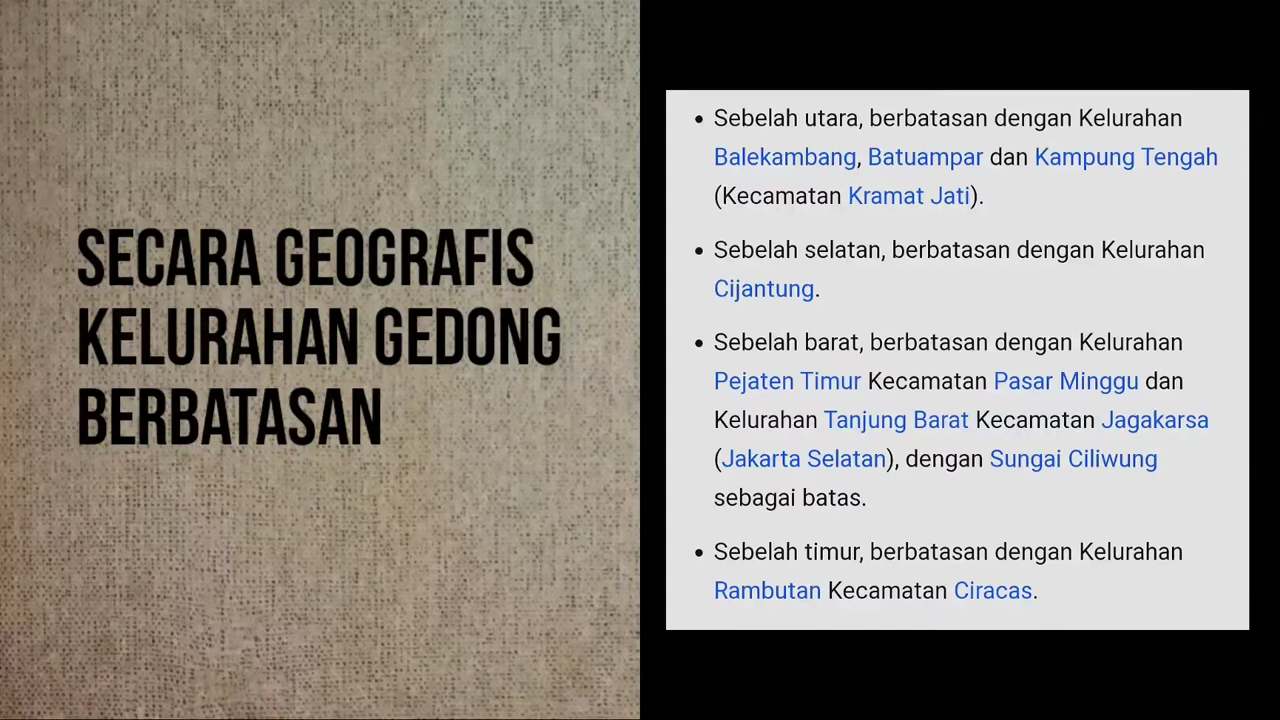 SECARA GEOGRAFIS
KELURAHAN GEDONG
BERBATASAN
• Sebelah utara, berbatasan dengan Kelurahan
Balekambang, Batuampar dan Kampung Tengah
(Kecamatan Kramat Jati).
• Sebelah selatan, berbatasan dengan Kelurahan
Cijantung.
• Sebelah barat, berbatasan dengan Kelurahan
Pejaten Timur Kecamatan Pasar Minggu dan
Kelurahan Tanjung Barat Kecamatan Jagakarsa
(Jakarta Selatan), dengan Sungai Ciliwung
sebagai batas.
• Sebelah timur, berbatasan dengan Kelurahan
Rambutan Kecamatan Ciracas.